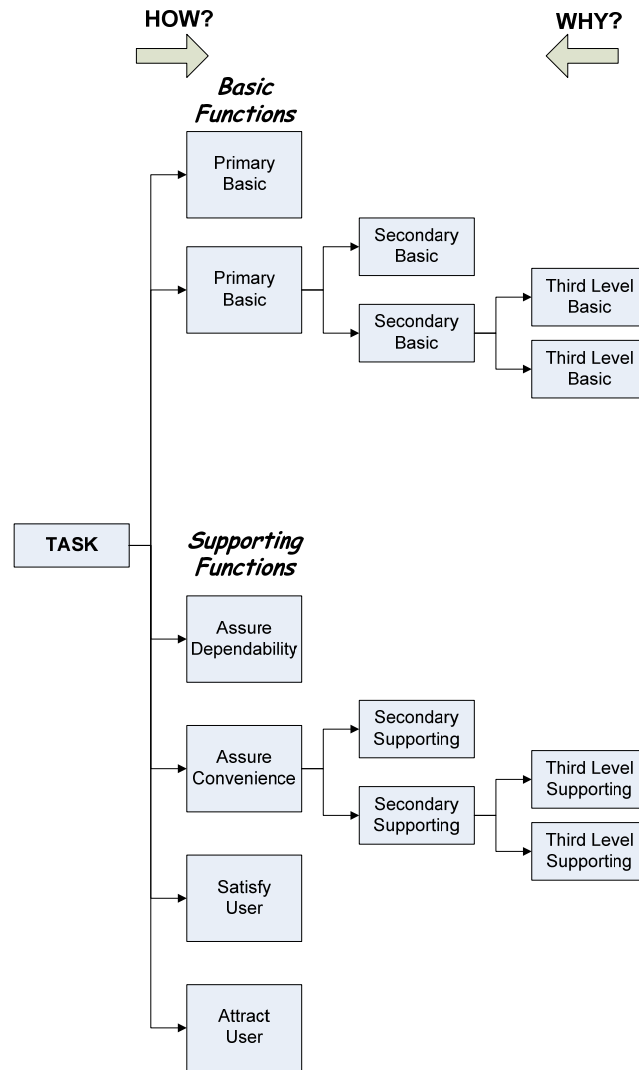 HOW?
WHY?
Basic
Functions
Primary
Basic
Primary
Basic
Secondary
Basic
Secondary
Basic
Third Level
Basic
Third Level
Basic
TASK
Supporting
Functions
Assure
Dependability
Assure
Convenience
Secondary
Supporting
Secondary
Supporting
Third Level
Supporting
Third Level
Supporting
Satisfy
User
Attract
User